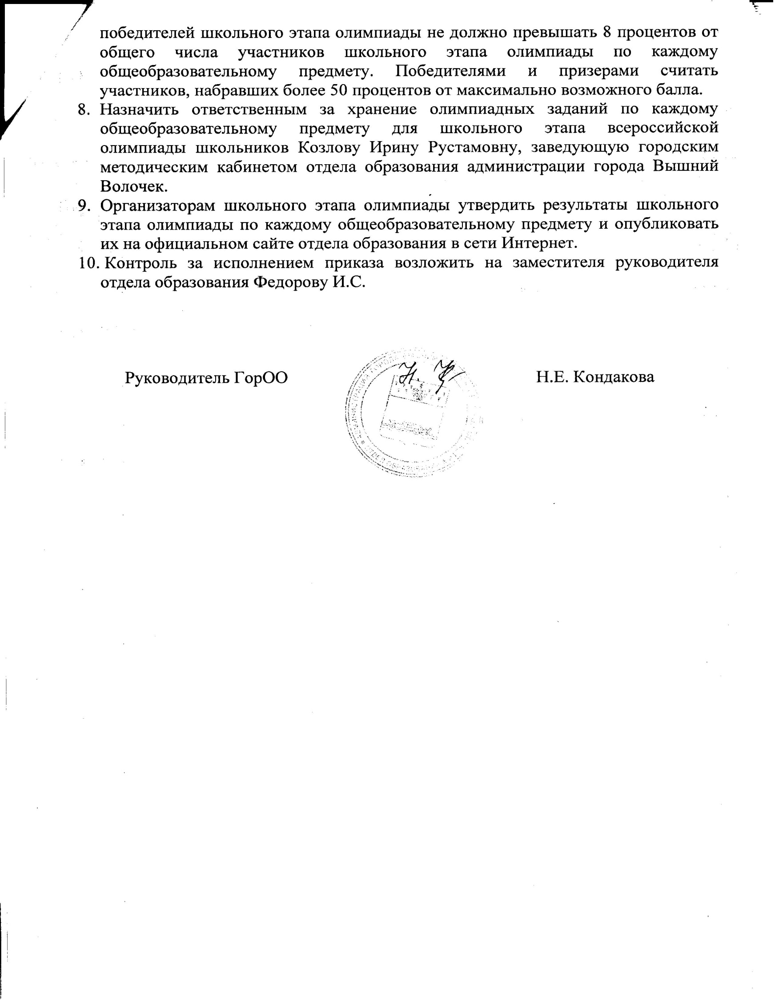 победителей школьного этапа олимпиады не должно превышать 8 процентов от
общего числа участников школьного этапа олимпиады по каждому
общеобразовательному предмету. Победителями и призерами считать
участников, набравших более 50 процентов от максимально возможного балла.
8. Назначить ответственным за хранение олимпиадных заданий по каждому
общеобразовательному предмету для школьного этапа всероссийской
олимпиады школьников Козлову Ирину Рустамовну, заведующую городским
методическим кабинетом отдела образования администрации города Вышний
Волочек.
9. Организаторам школьного этапа олимпиады утвердить результаты школьного
этапа олимпиады по каждому общеобразовательному предмету и опубликовать
их на официальном сайте отдела образования в сети Интернет.
10. Контроль за исполнением приказа возложить на заместителя руководителя
отдела образования Федорову И.С.
Руководитель ГорОО
Н.Е. Кондакова
АДМИНИСТРАЦИЯ ГОРОДА